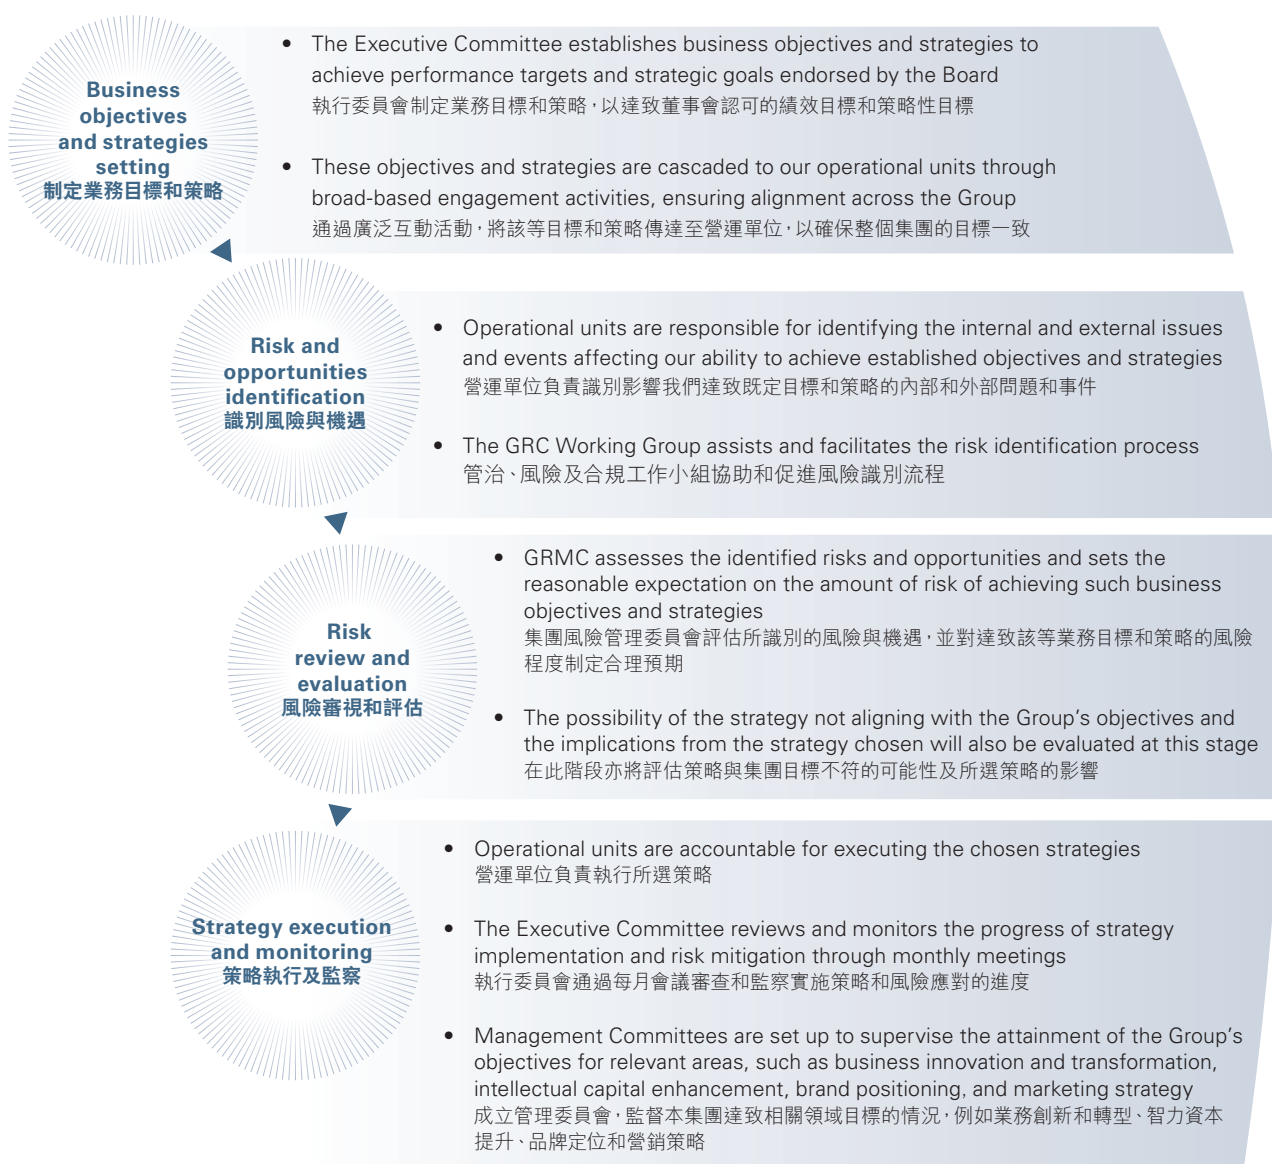 Business
objectives
and strategies
setting
制定業務目標和策略
• The Executive Committee establishes business objectives and strategies to
achieve performance targets and strategic goals endorsed by the Board
執行委員會制定業務目標和策略，以達致董事會認可的績效目標和策略性目標
• These objectives and strategies are cascaded to our operational units through
broad-based engagement activities, ensuring alignment across the Group
通過廣泛互動活動，將該等目標和策略傳達至營運單位，以確保整個集團的目標一致
Risk and
opportunities
identification
識別風險與機遇
• Operational units are responsible for identifying the internal and external issues
and events affecting our ability to achieve established objectives and strategies
營運單位負責識別影響我們達致既定目標和策略的內部和外部問題和事件
• The GRC Working Group assists and facilitates the risk identification process
管治、風險及合規工作小組協助和促進風險識別流程
Risk
review and
evaluation
風險審視和評估
• GRMC assesses the identified risks and opportunities and sets the
reasonable expectation on the amount of risk of achieving such business
objectives and strategies
集團風險管理委員會評估所識別的風險與機遇，並對達致該等業務目標和策略的風險
程度制定合理預期
• The possibility of the strategy not aligning with the Group’s objectives and
the implications from the strategy chosen will also be evaluated at this stage
在此階段亦將評估策略與集團目標不符的可能性及所選策略的影響
Strategy execution
and monitoring
策略執行及監察
• Operational units are accountable for executing the chosen strategies
營運單位負責執行所選策略
• The Executive Committee reviews and monitors the progress of strategy
implementation and risk mitigation through monthly meetings
執行委員會通過每月會議審查和監察實施策略和風險應對的進度
• Management Committees are set up to supervise the attainment of the Group’s
objectives for relevant areas, such as business innovation and transformation,
intellectual capital enhancement, brand positioning, and marketing strategy
成立管理委員會，監督本集團達致相關領域目標的情況，例如業務創新和轉型、智力資本
提升、品牌定位和營銷策略